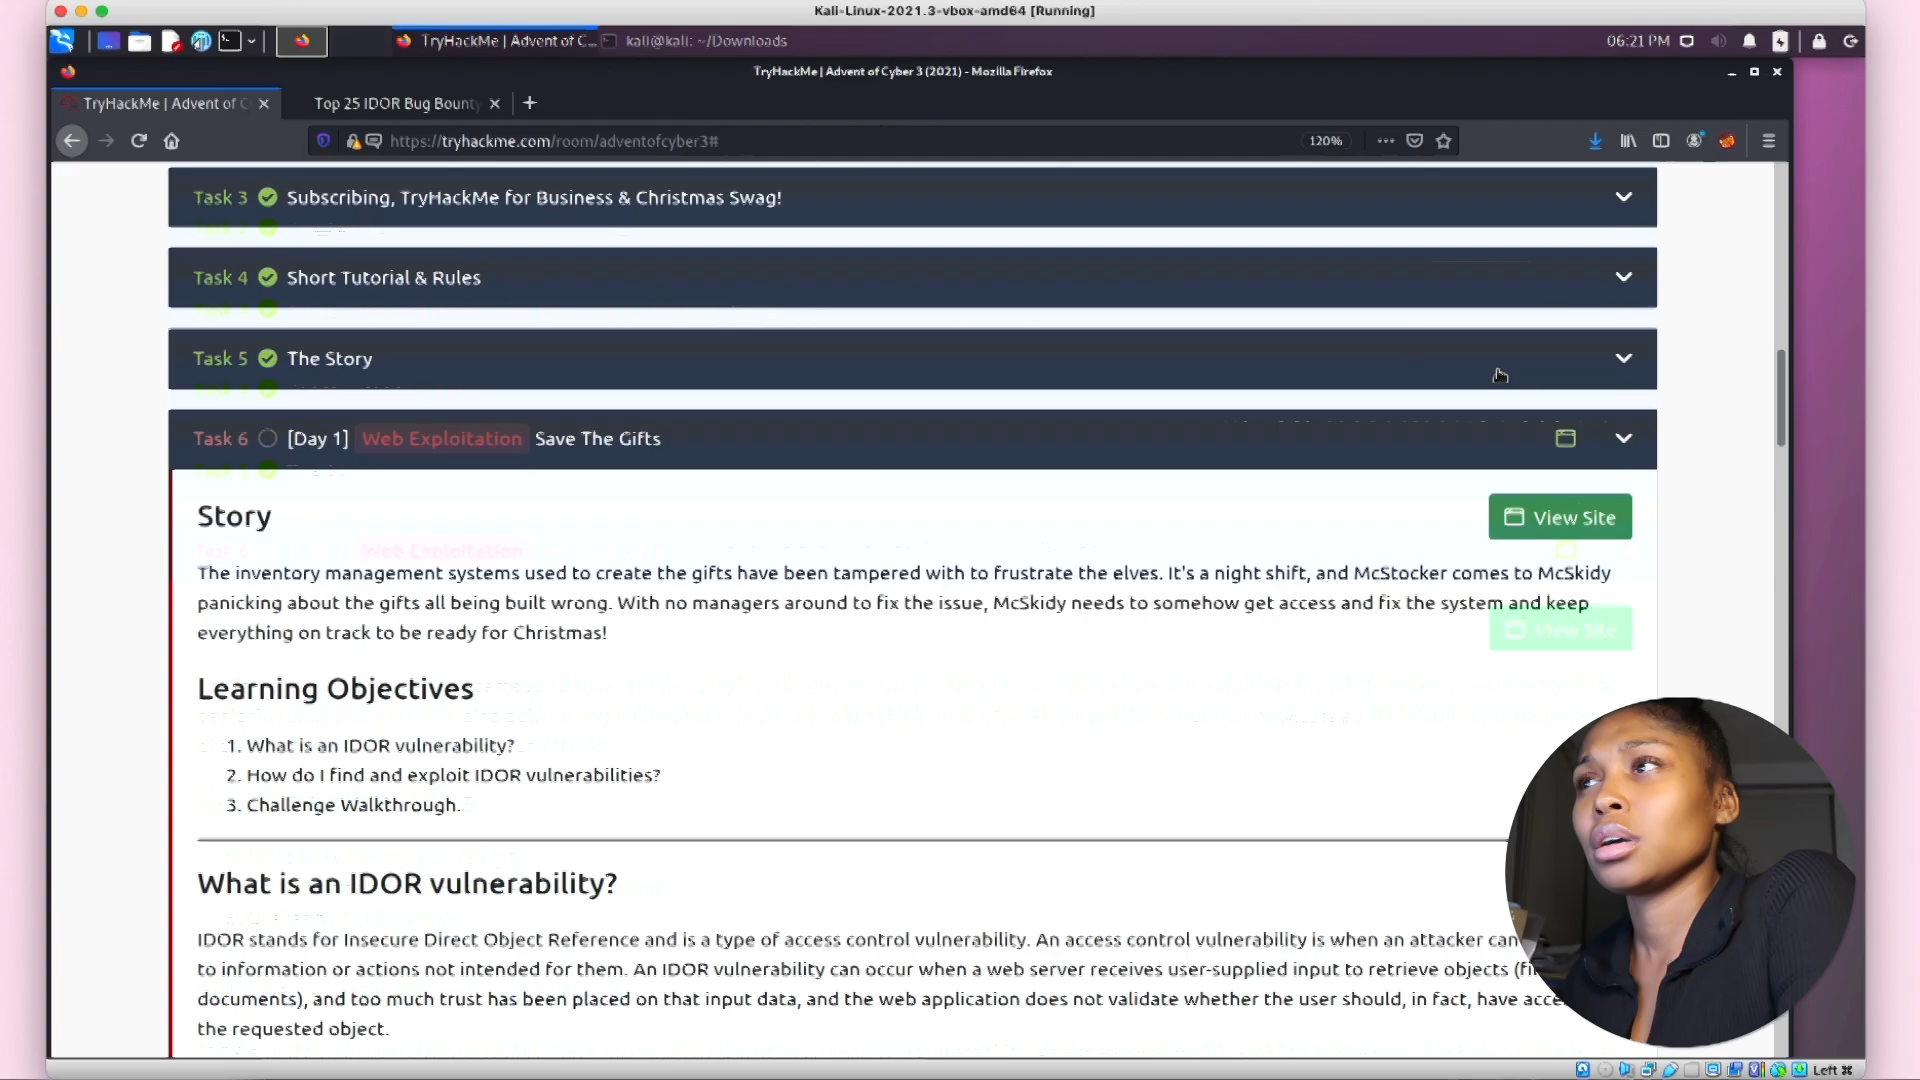 Kali-Linux-2021.3-vbox-amd64 [Running]
TryHackMe | Advent of C...
kali@kali: ~/Downloads
06:21 PM
TryHackMe | Advent of Cyber 3 (2021) - Mozilla Firefox
TryHackMe | Advent of C
Top 25 IDOR Bug Bounty
https://tryhackme.com/room/adventofcyber3#
120%
Task 3 Subscribing, TryHackMe for Business & Christmas Swag!
Task 4 Short Tutorial & Rules
Task 5 The Story
Task 6 [Day 1] Web Exploitation Save The Gifts
Story
View Site
The inventory management systems used to create the gifts have been tampered with to frustrate the elves. It's a night shift, and McStocker comes to McSkidy
panicking about the gifts all being built wrong. With no managers around to fix the issue, McSkidy needs to somehow get access and fix the system and keep
everything on track to be ready for Christmas!
View Site
Learning Objectives
1. What is an IDOR vulnerability?
2. How do I find and exploit IDOR vulnerabilities?
3. Challenge Walkthrough.
What is an IDOR vulnerability?
IDOR stands for Insecure Direct Object Reference and is a type of access control vulnerability. An access control vulnerability is when an attacker can
to information or actions not intended for them. An IDOR vulnerability can occur when a web server receives user-supplied input to retrieve objects (fi
documents), and too much trust has been placed on that input data, and the web application does not validate whether the user should, in fact, have acce
the requested object.
Left ⌘